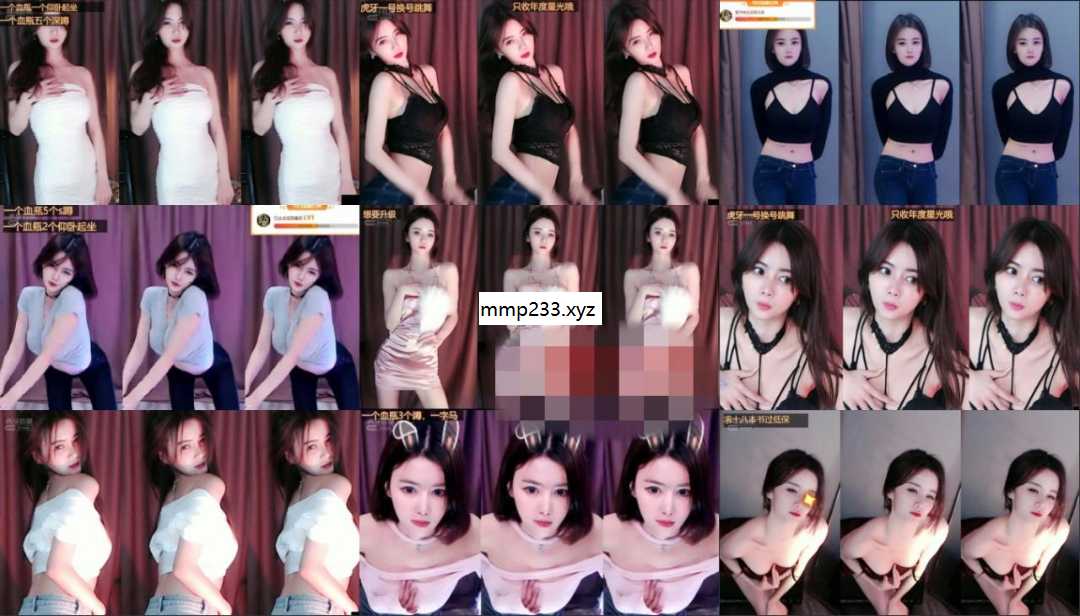 一个血瓶一个仰卧起坐
一个血瓶五个深蹲
虎牙一号换号跳舞
只收年度星光哦
一个血瓶5个s蹲
一个血瓶2个仰卧起坐
想要升级
虎牙一号换号跳舞
只收年度星光哦
mmp233.xyz
一个血瓶3个蹲，一字马
来十八本书过低保